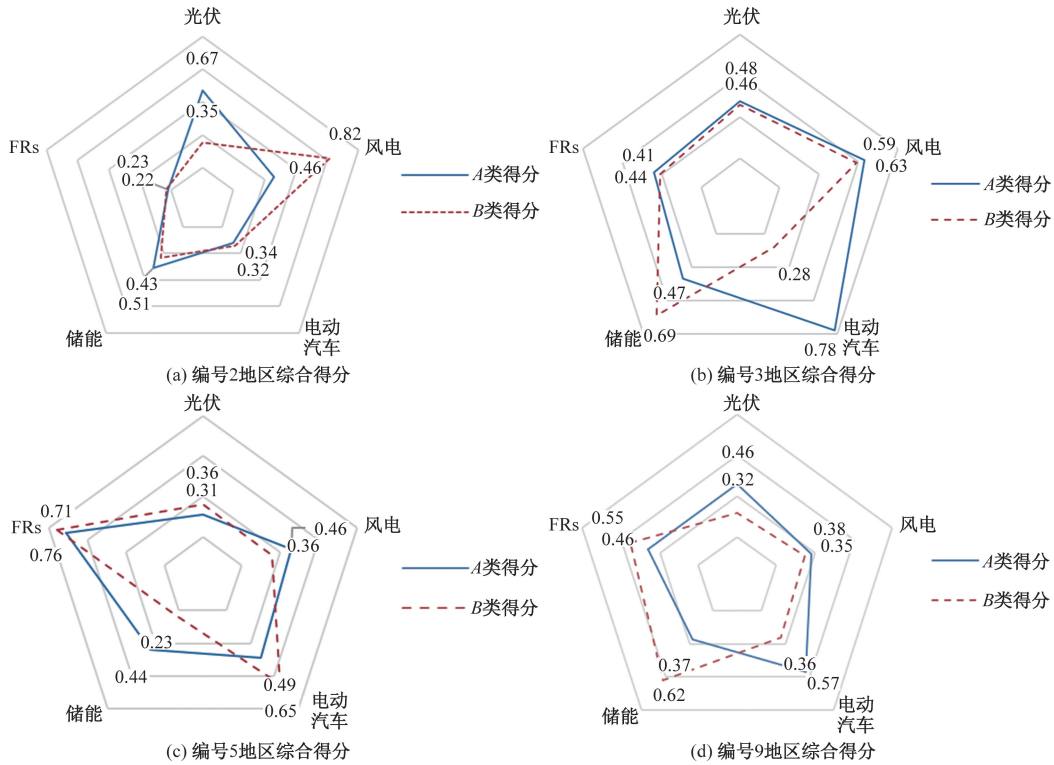 光伏
0.67
0.35
0.82
风电
0.46
FRs
0.23
0.22
0.34
0.32
0.43
0.51
储能
电动
汽车
A类得分
B类得分
(a) 编号2地区综合得分
光伏
0.48
0.46
0.59
风电
0.63
FRs
0.41
0.44
0.28
0.47
0.69
储能
电动
汽车
0.78
A类得分
B类得分
(b) 编号3地区综合得分
光伏
0.36
0.31
0.46
风电
0.36
0.71
FRs
0.76
0.23
0.44
0.49
0.65
储能
电动
汽车
A类得分
B类得分
(c) 编号5地区综合得分
光伏
0.46
0.32
0.38
0.35
风电
0.55
FRs
0.46
0.37
0.62
0.36
0.57
储能
电动
汽车
A类得分
B类得分
(d) 编号9地区综合得分